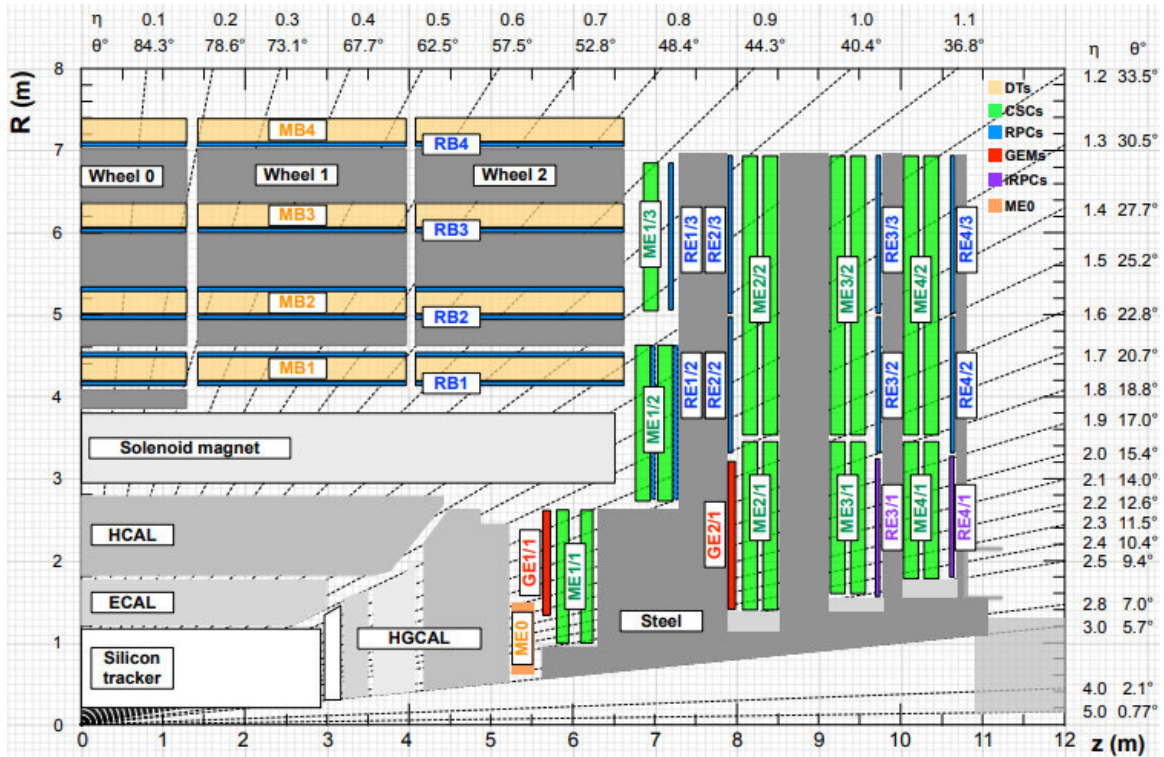 η 0.1 0.2 0.3 0.4 0.5 0.6 0.7 0.8 0.9 1.0 1.1
θ° 84.3° 78.6° 73.1° 67.7° 62.5° 57.5° 52.8° 48.4° 44.3° 40.4° 36.8° η θ°
R (m)
8
7
6
5
4
3
2
1
0
1.2 33.5°
1.3 30.5°
1.4 27.7°
1.5 25.2°
1.6 22.8°
1.7 20.7°
1.8 18.8°
1.9 17.0°
2.0 15.4°
2.1 14.0°
2.2 12.6°
2.3 11.5°
2.4 10.4°
2.5 9.4°
2.8 7.0°
3.0 5.7°
4.0 2.1°
5.0 0.77°
DTs
CSCs
RPCs
GEMs
iRPCs
ME0
MB4
RB4
Wheel 0 Wheel 1 Wheel 2
MB3
RB3
MB2
RB2
MB1
RB1
Solenoid magnet
HCAL
ECAL
HGCAL
Silicon
tracker
Steel
ME1/3
RE1/3
RE2/3
ME2/2
ME3/2
RE3/3
ME4/2
RE4/3
ME1/2
RE1/2
RE2/2
RE3/2
RE4/2
GE1/1
ME1/1
ME0
GE2/1
ME2/1
ME3/1
RE3/1
ME4/1
RE4/1
0 1 2 3 4 5 6 7 8 9 10 11 12
z (m)